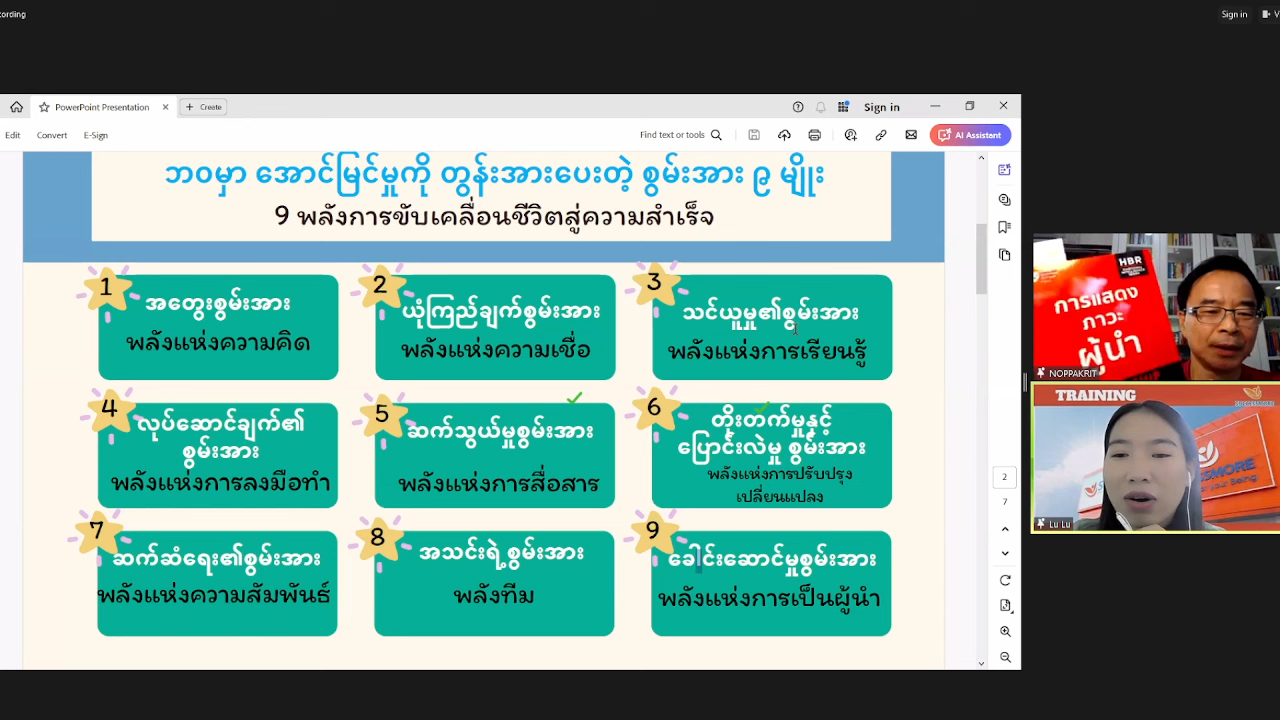 cording
Sign in
V
PowerPoint Presentation
Create
Sign in
Edit
Convert
E-Sign
Find text or tools
AI Assistant
ဘဝမှာ အောင်မြင်မှုကို တွန်းအားပေးတဲ့ စွမ်းအား ၉ မျိုး
9 พลังการขับเคลื่อนชีวิตสู่ความสำเร็จ
1
အတွေးစွမ်းအား
พลังแห่งความคิด
2
ယုံကြည်ချက်စွမ်းအား
พลังแห่งความเชื่อ
3
သင်ယူမှု၏စွမ်းအား
พลังแห่งการเรียนรู้
4
လုပ်ဆောင်ချက်၏
စွမ်းအား
พลังแห่งการลงมือทำ
5
ဆက်သွယ်မှုစွမ်းအား
พลังแห่งการสื่อสาร
6
တိုးတက်မှုနှင့်
ပြောင်းလဲမှု စွမ်းအား
พลังแห่งการปรับปรุง
เปลี่ยนแปลง
7
ဆက်ဆံရေး၏စွမ်းအား
พลังแห่งความสัมพันธ์
8
အသင်းရဲ့စွမ်းအား
พลังทีม
9
ခေါင်းဆောင်မှုစွမ်းအား
พลังแห่งการเป็นผู้นำ
2
7
HBR
การแสดง
ภาวะ
ผู้นำ
NOPPAKRIT
TRAINING
Lu Lu